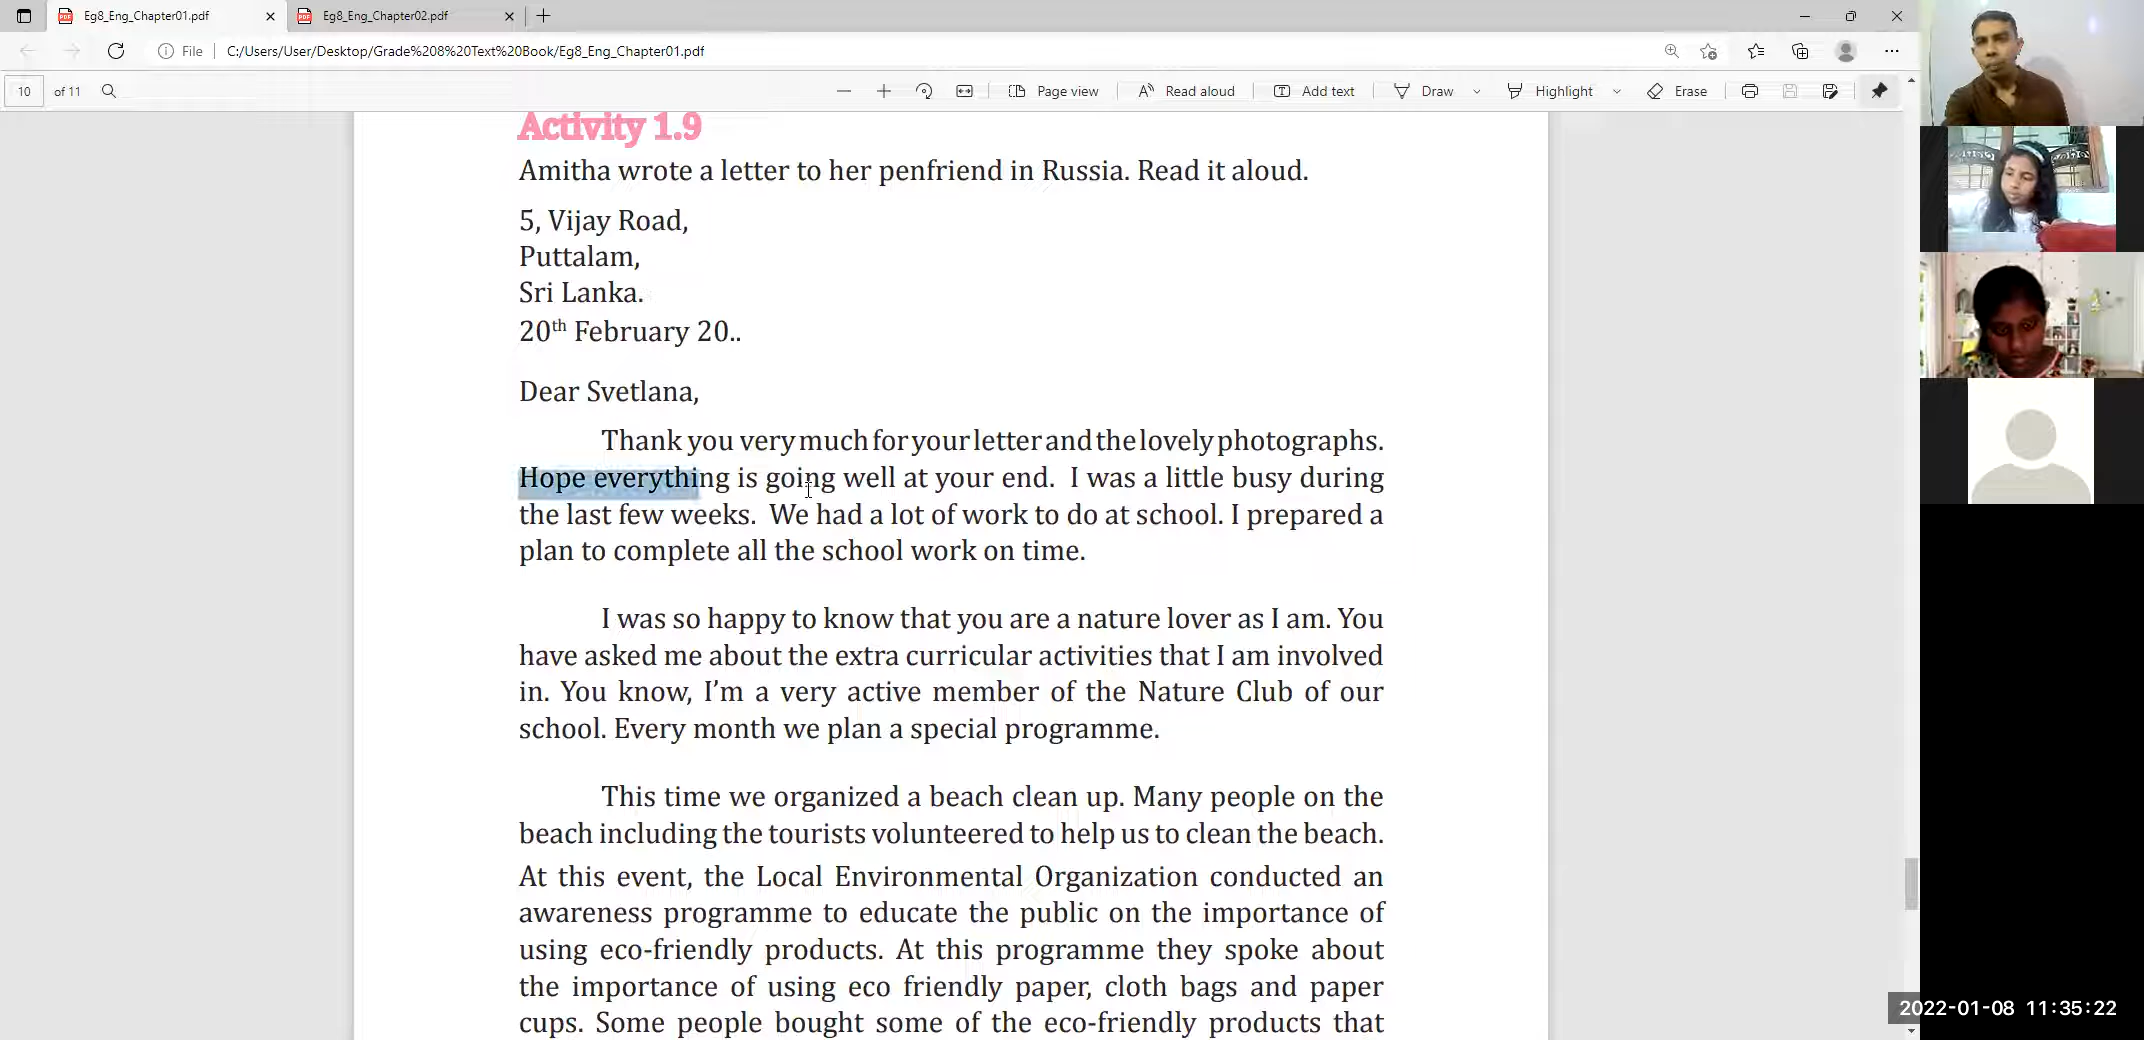 Eg8_Eng_Chapter01.pdf
Eg8_Eng_Chapter02.pdf
File
C:/Users/User/Desktop/Grade%208%20Text%20Book/Eg8_Eng_Chapter01.pdf
10 of 11
Page view
Read aloud
Add text
Draw
Highlight
Erase
Activity 1.9
Amitha wrote a letter to her penfriend in Russia. Read it aloud.
5, Vijay Road,
Puttalam,
Sri Lanka.
20th February 20..
Dear Svetlana,
Thank you very much for your letter and the lovely photographs.
Hope everything is going well at your end. I was a little busy during
the last few weeks. We had a lot of work to do at school. I prepared a
plan to complete all the school work on time.
I was so happy to know that you are a nature lover as I am. You
have asked me about the extra curricular activities that I am involved
in. You know, I'm a very active member of the Nature Club of our
school. Every month we plan a special programme.
This time we organized a beach clean up. Many people on the
beach including the tourists volunteered to help us to clean the beach.
At this event, the Local Environmental Organization conducted an
awareness programme to educate the public on the importance of
using eco-friendly products. At this programme they spoke about
the importance of using eco friendly paper, cloth bags and paper
cups. Some people bought some of the eco-friendly products that
2022-01-08 11:35:22